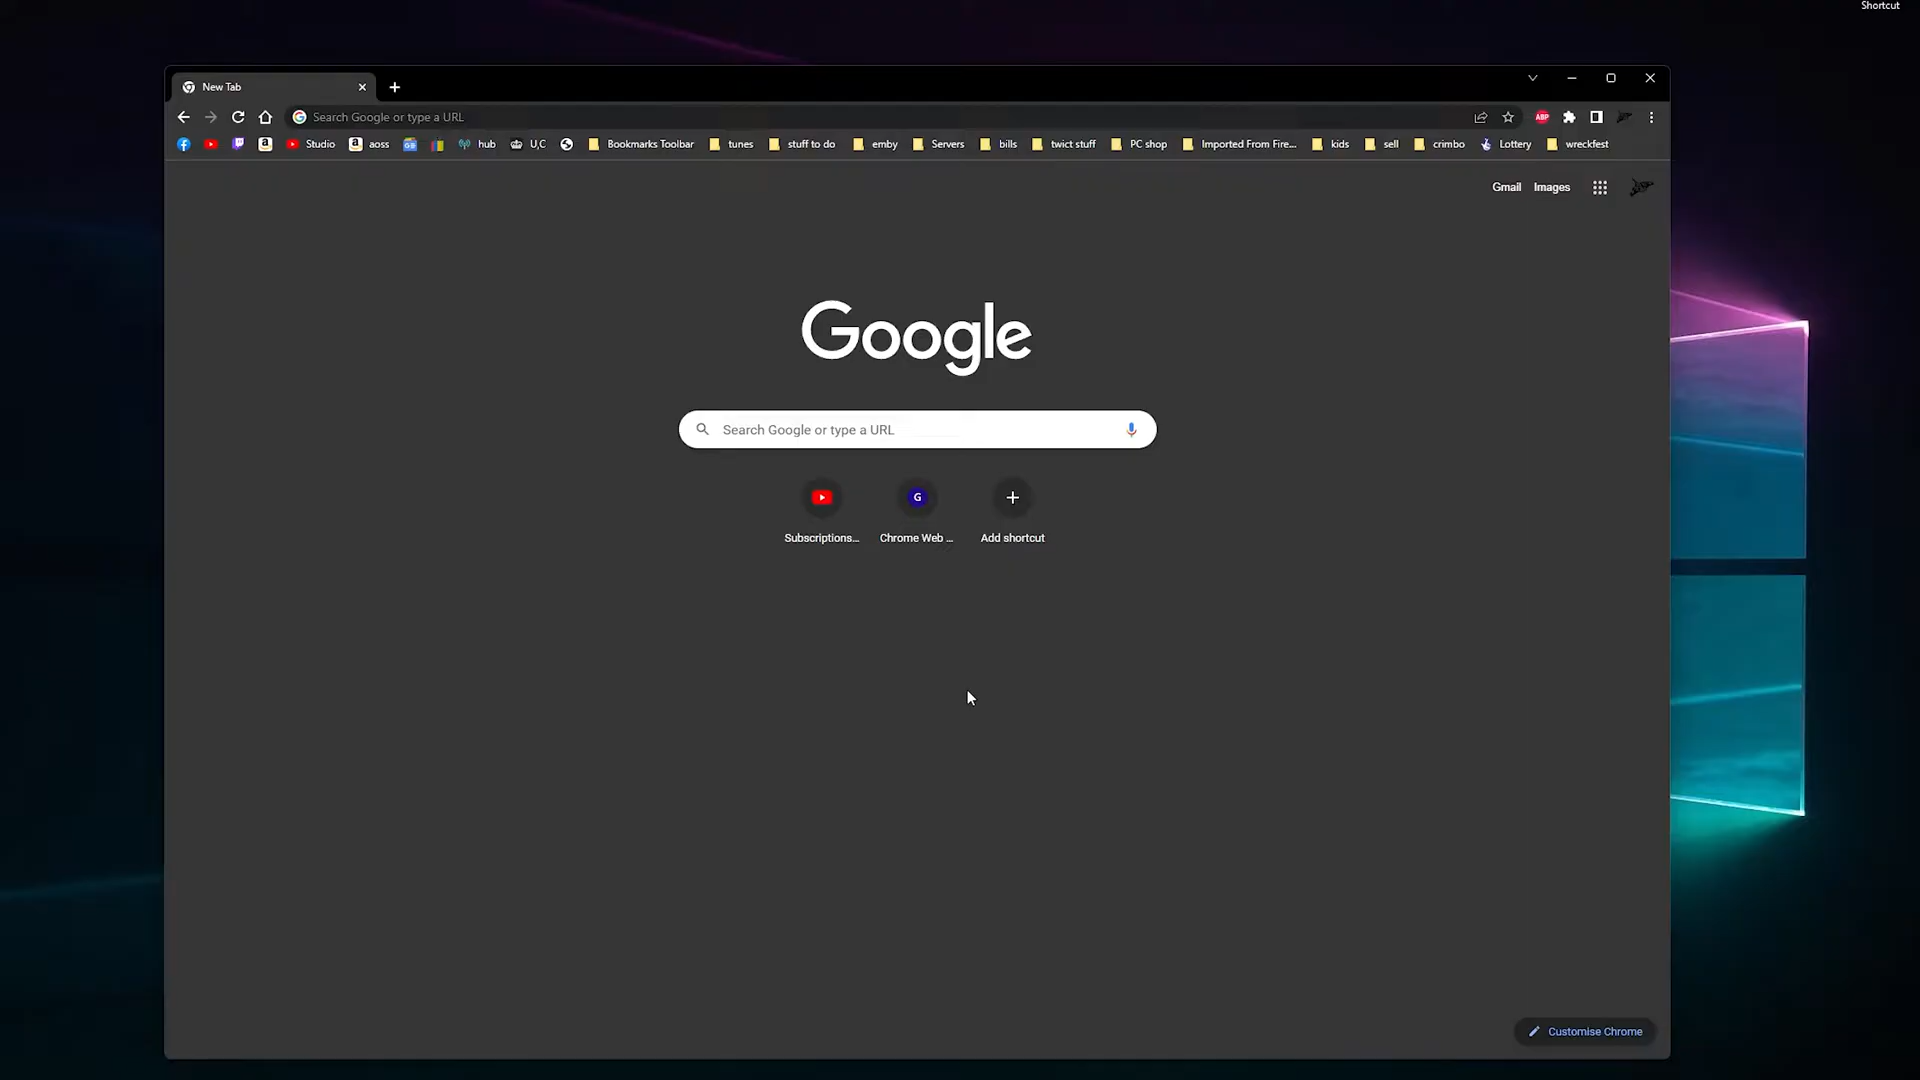 Shortcut
New Tab
Search Google or type a URL
ABP
Studio aoss hub U,C Bookmarks Toolbar tunes stuff to do emby Servers bills twict stuff PC shop Imported From Fire... kids sell crimbo Lottery wreckfest
Gmail Images
Google
Search Google or type a URL
G
Subscriptions... Chrome Web ... Add shortcut
Customise Chrome